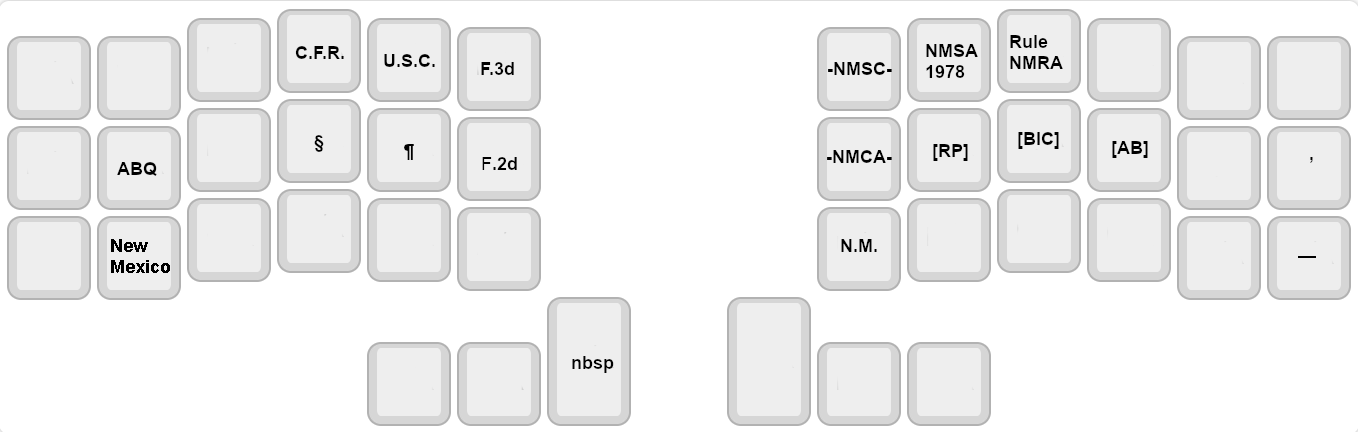 C.F.R.
U.S.C.
F.3d
-NMSC-
NMSA
1978
Rule
NMRA
ABQ
§
¶
F.2d
-NMCA-
[RP]
[BIC]
[AB]
,
New
Mexico
N.M.
—
nbsp